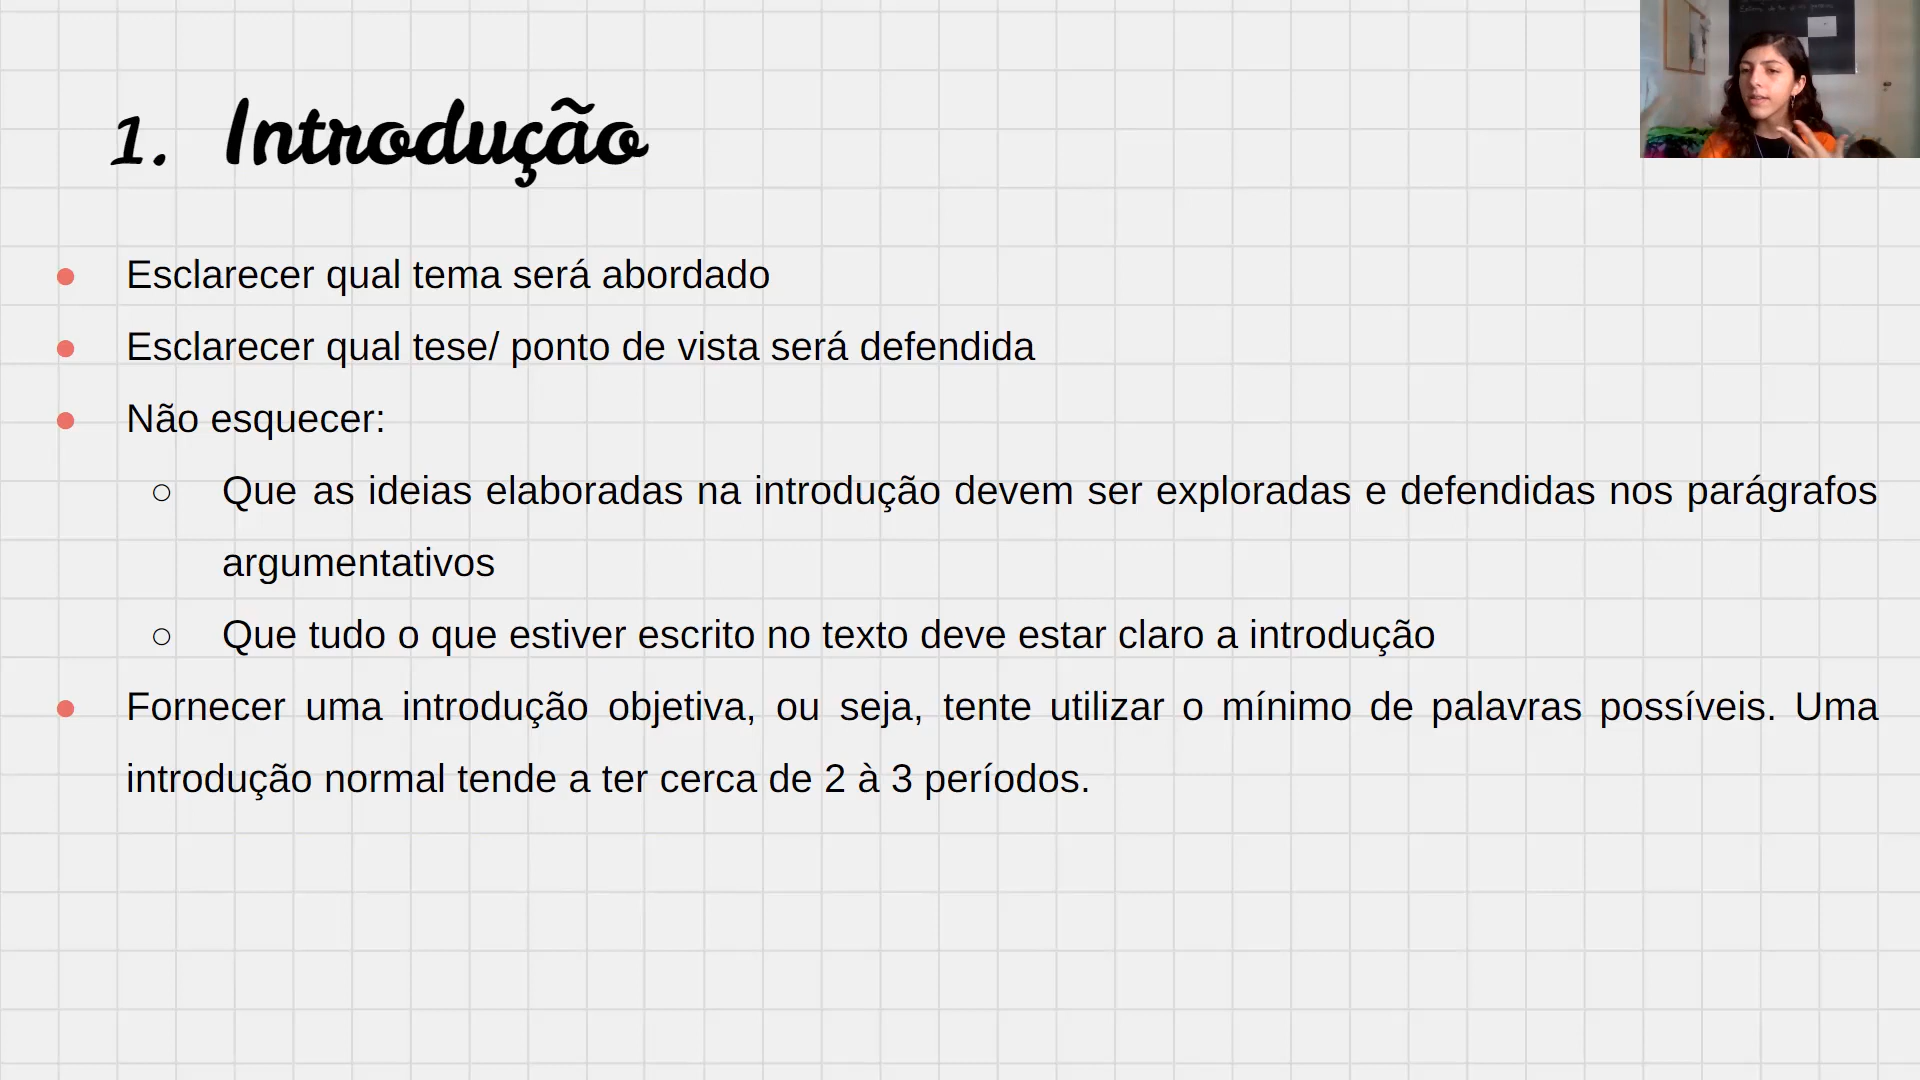 1. Introdução
Esclarecer qual tema será abordado
Esclarecer qual tese/ ponto de vista será defendida
Não esquecer:
Que as ideias elaboradas na introdução devem ser exploradas e defendidas nos parágrafos
argumentativos
Que tudo o que estiver escrito no texto deve estar claro a introdução
Fornecer uma introdução objetiva, ou seja, tente utilizar o mínimo de palavras possíveis. Uma
introdução normal tende a ter cerca de 2 à 3 períodos.